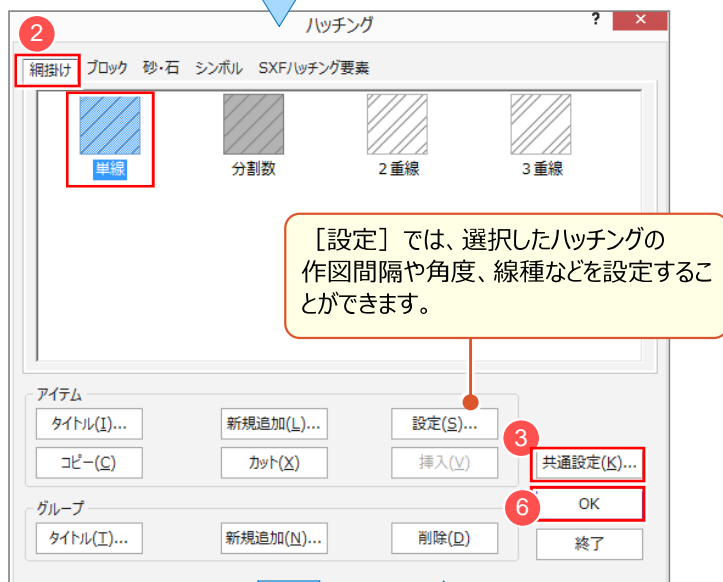 ハッチング
? ×
2
網掛け ブロック 砂・石 シンボル SXFハッチング要素
単線 分割数 2重線 3重線
［設定］では、選択したハッチングの
作図間隔や角度、線種などを設定するこ
とができます。
アイテム
タイトル(I)... 新規追加(L)... 設定(S)...
3
コピー(C) カット(X) 挿入(V) 共通設定(K)...
グループ
6 OK
タイトル(T)... 新規追加(N)... 削除(D) 終了